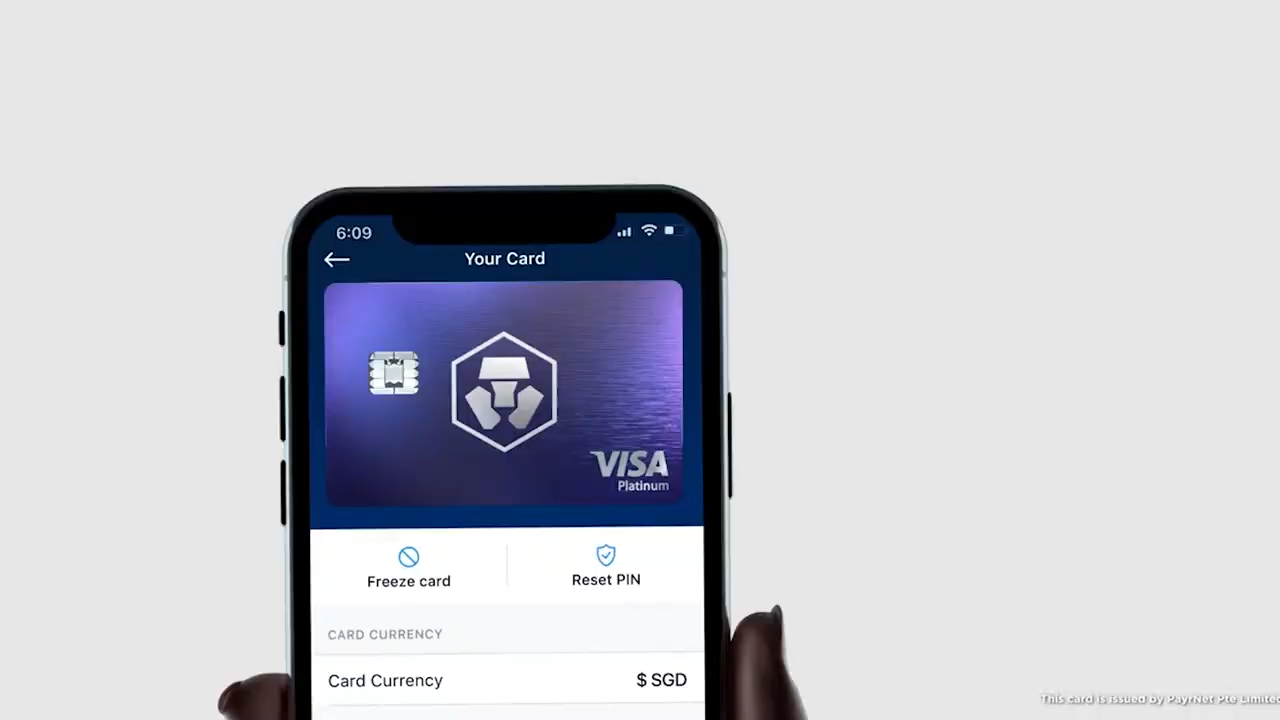 6:09
Your Card
VISA
Platinum
Freeze card
Reset PIN
CARD CURRENCY
Card Currency
$ SGD
This card is issued by PayrNet Pte Limited